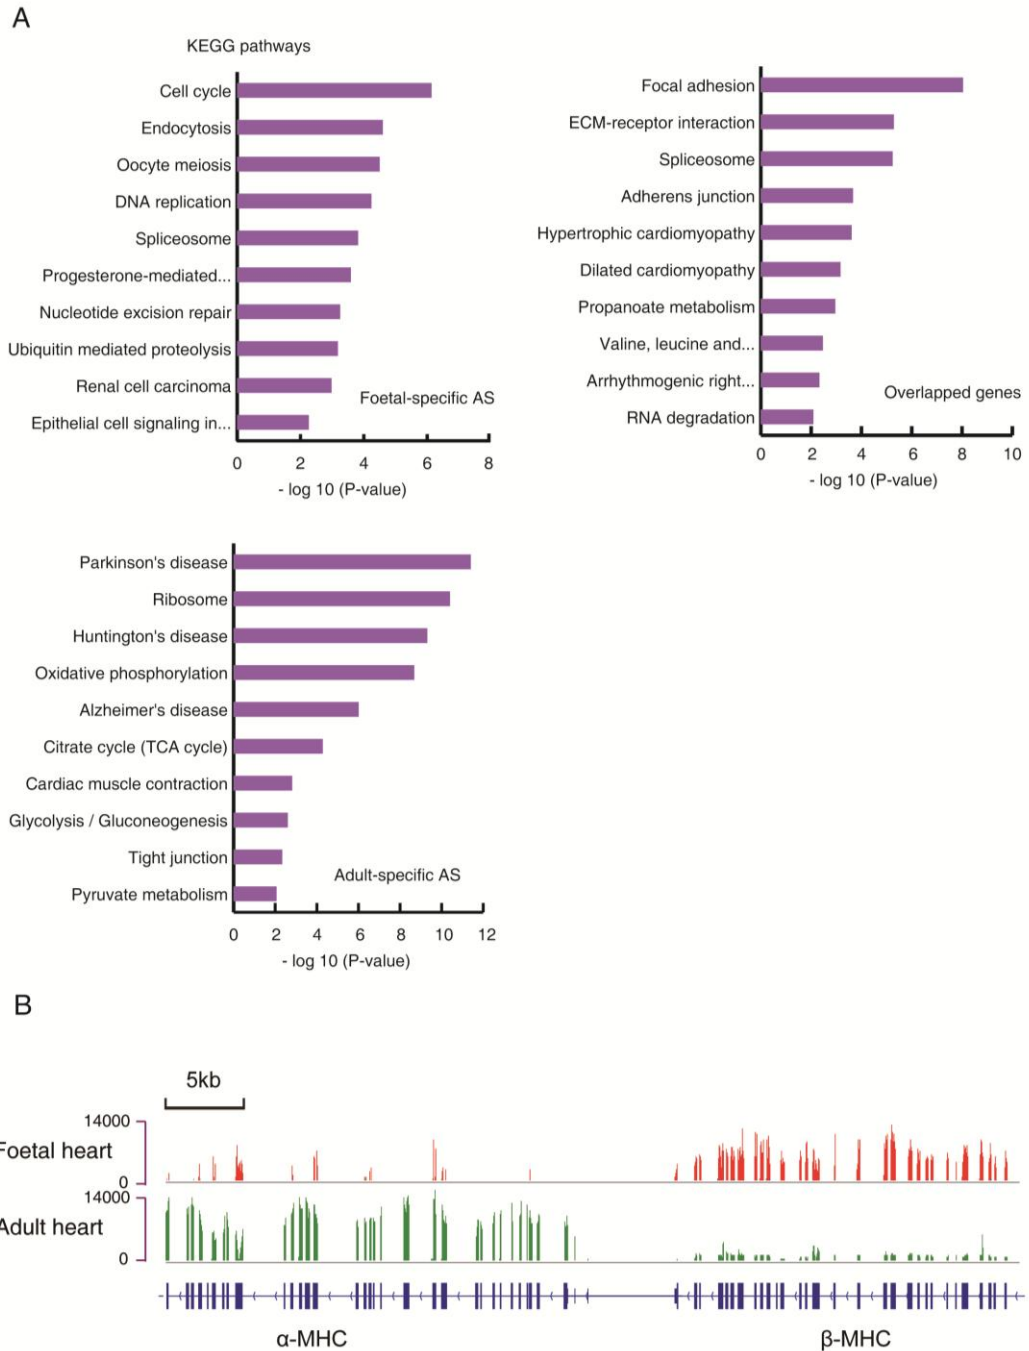 A
KEGG pathways
Cell cycle
Endocytosis
Oocyte meiosis
DNA replication
Spliceosome
Progesterone-mediated...
Nucleotide excision repair
Ubiquitin mediated proteolysis
Renal cell carcinoma
Epithelial cell signaling in...
Foetal-specific AS
0 2 4 6 8
- log 10 (P-value)
Focal adhesion
ECM-receptor interaction
Spliceosome
Adherens junction
Hypertrophic cardiomyopathy
Dilated cardiomyopathy
Propanoate metabolism
Valine, leucine and...
Arrhythmogenic right...
RNA degradation
Overlapped genes
0 2 4 6 8 10
- log 10 (P-value)
Parkinson's disease
Ribosome
Huntington's disease
Oxidative phosphorylation
Alzheimer's disease
Citrate cycle (TCA cycle)
Cardiac muscle contraction
Glycolysis / Gluconeogenesis
Tight junction
Pyruvate metabolism
Adult-specific AS
0 2 4 6 8 10 12
- log 10 (P-value)
B
5kb
14000
Foetal heart
0
14000
Adult heart
0
α-MHC β-MHC